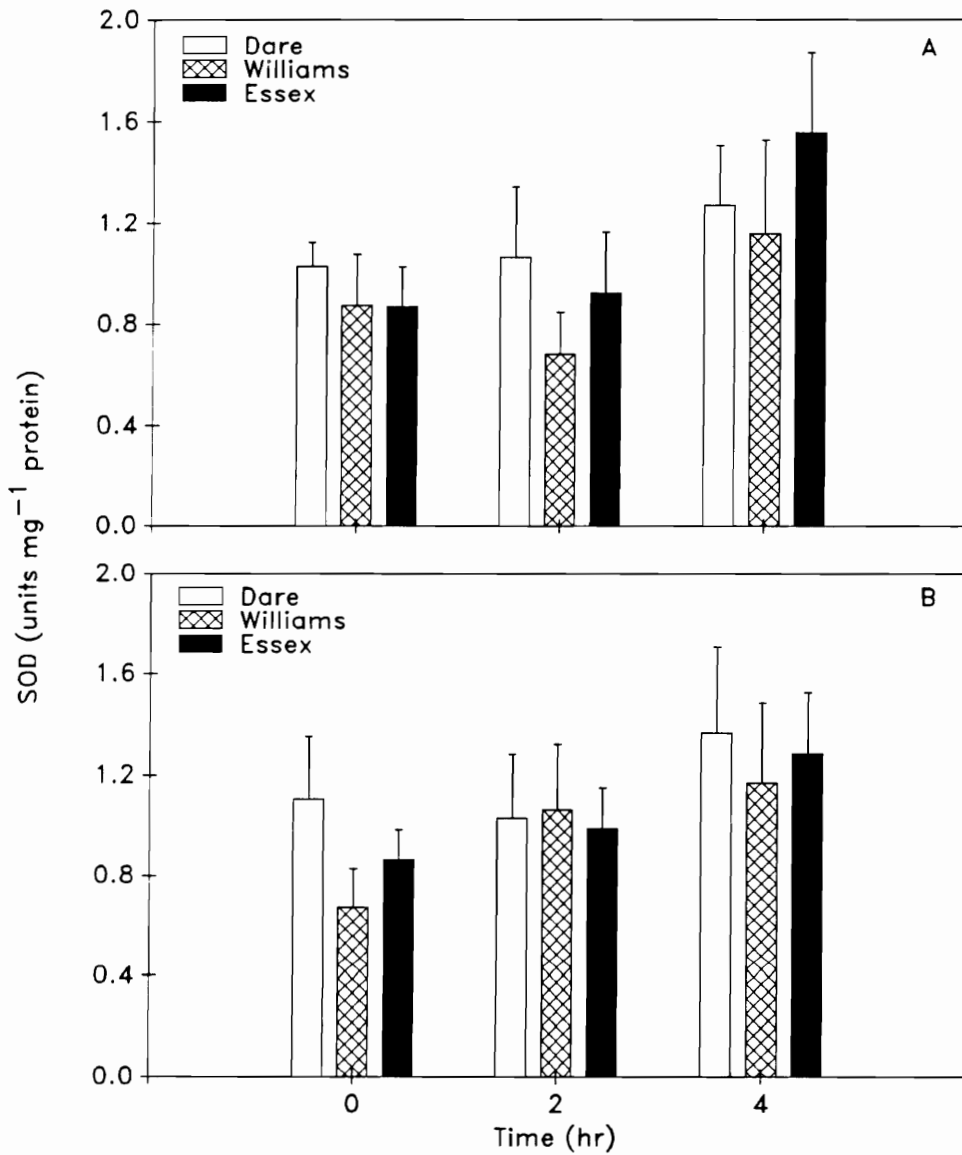 SOD (units mg⁻¹ protein)
2.0
1.6
1.2
0.8
0.4
0.0
Dare
Williams
Essex
A
2.0
1.6
1.2
0.8
0.4
0.0
Dare
Williams
Essex
B
0 2 4
Time (hr)